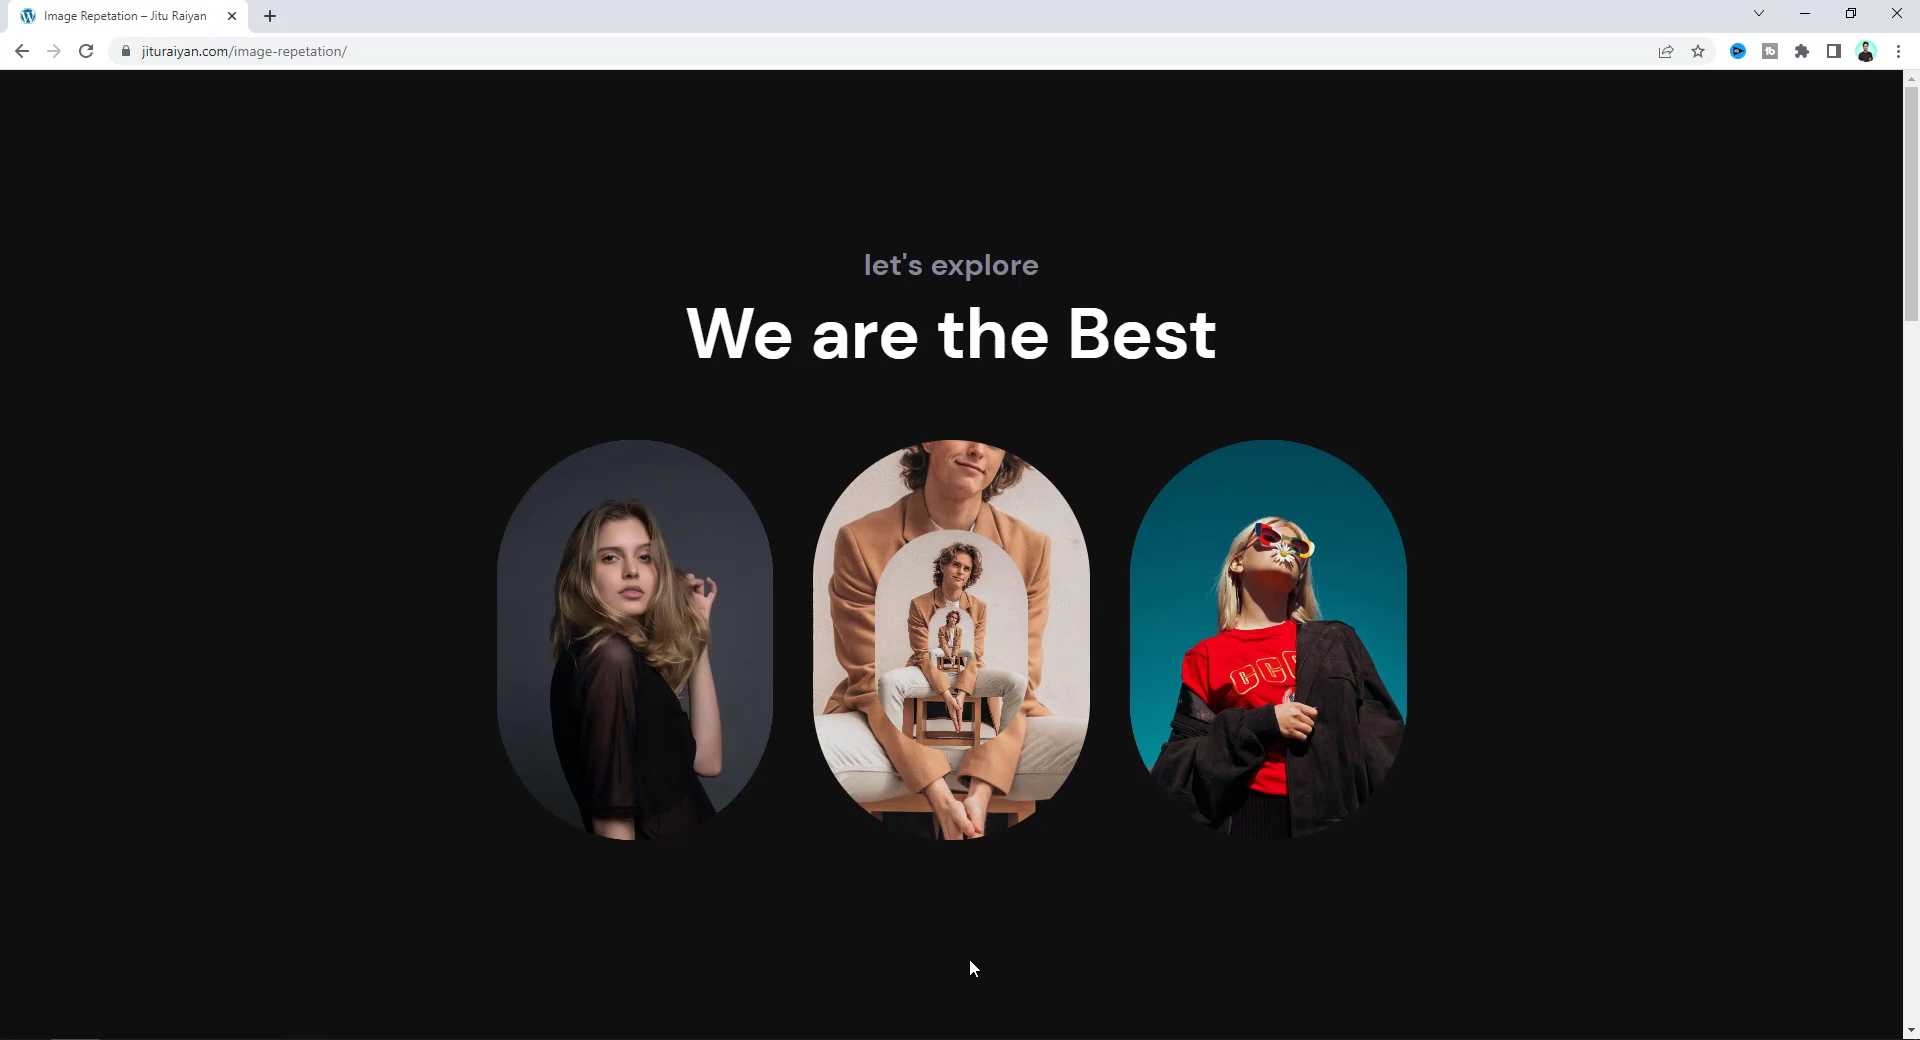 Image Repetation – Jitu Raiyan
jituraiyan.com/image-repetation/
let's explore
We are the Best